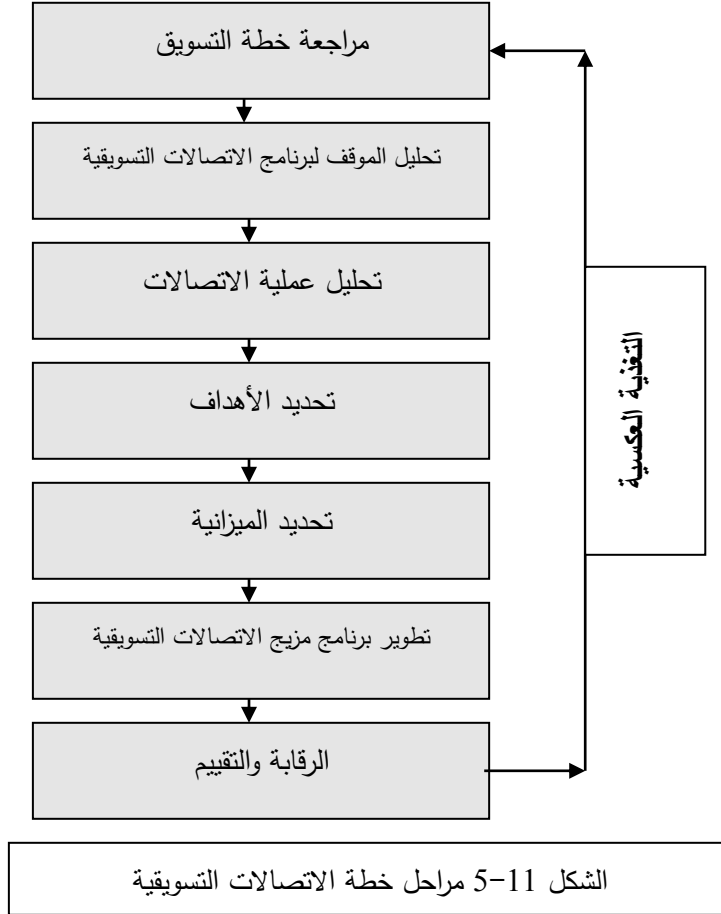 مراجعة خطة التسويق
تحليل الموقف لبرنامج الاتصالات التسويقية
تحليل عملية الاتصالات
تحديد الأهداف
تحديد الميزانية
تطوير برنامج مزيج الاتصالات التسويقية
الرقابة والتقييم
التغذية العكسية
الشكل 11-5 مراحل خطة الاتصالات التسويقية